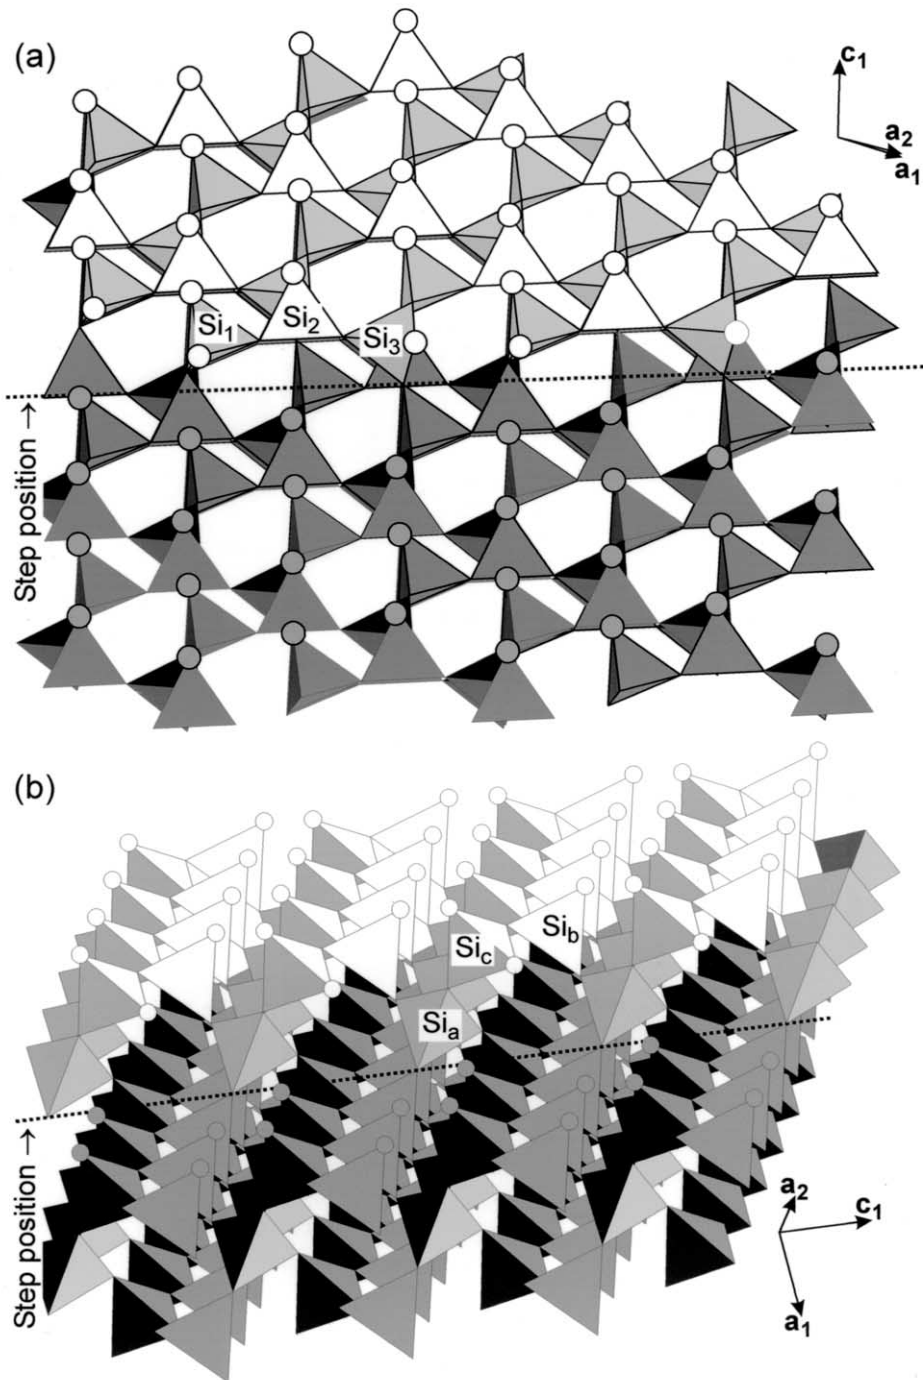 (a)
c1
a2
a1
Si1
Si2
Si3
Step position →
(b)
Sib
Sic
Sia
Step position →
a2
c1
a1